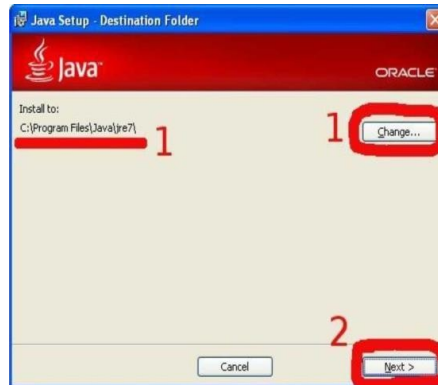 Java Setup - Destination Folder
Java
ORACLE
Install to:
C:\Program Files\Java\jre7\
1
1
Change...
2
Cancel
Next >